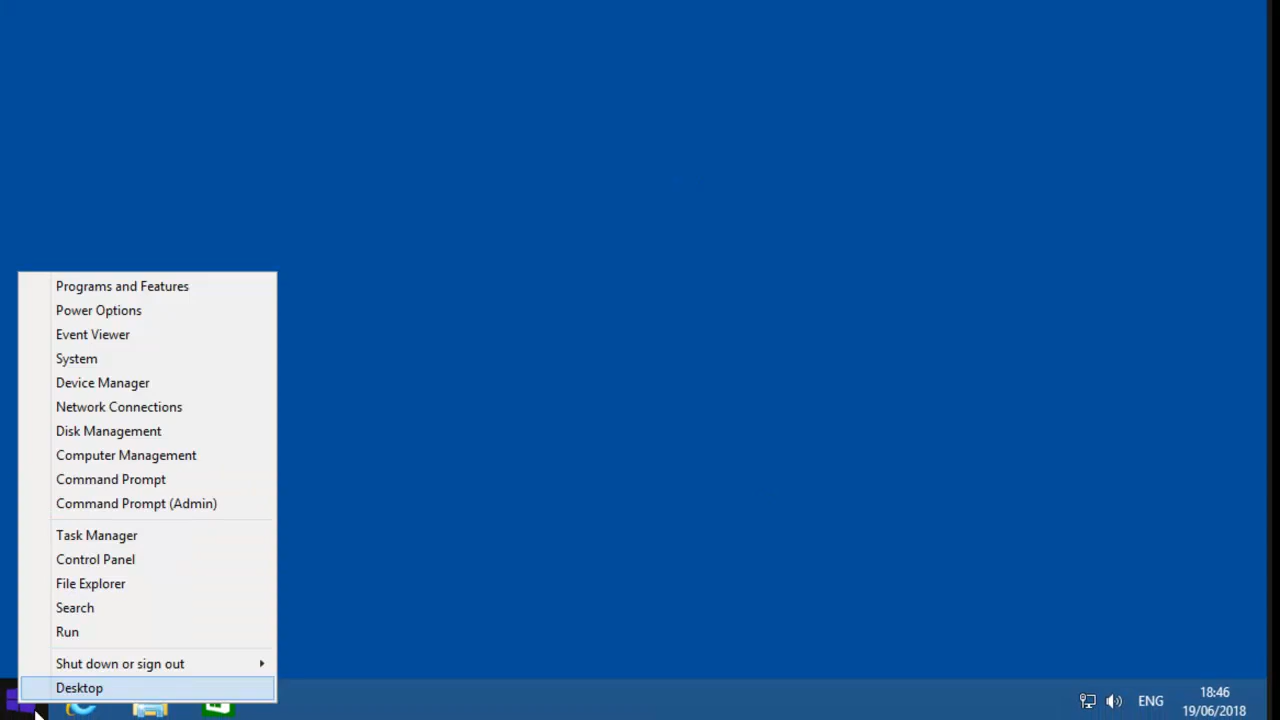 Programs and Features
Power Options
Event Viewer
System
Device Manager
Network Connections
Disk Management
Computer Management
Command Prompt
Command Prompt (Admin)
Task Manager
Control Panel
File Explorer
Search
Run
Shut down or sign out
Desktop
ENG
18:46
19/06/2018